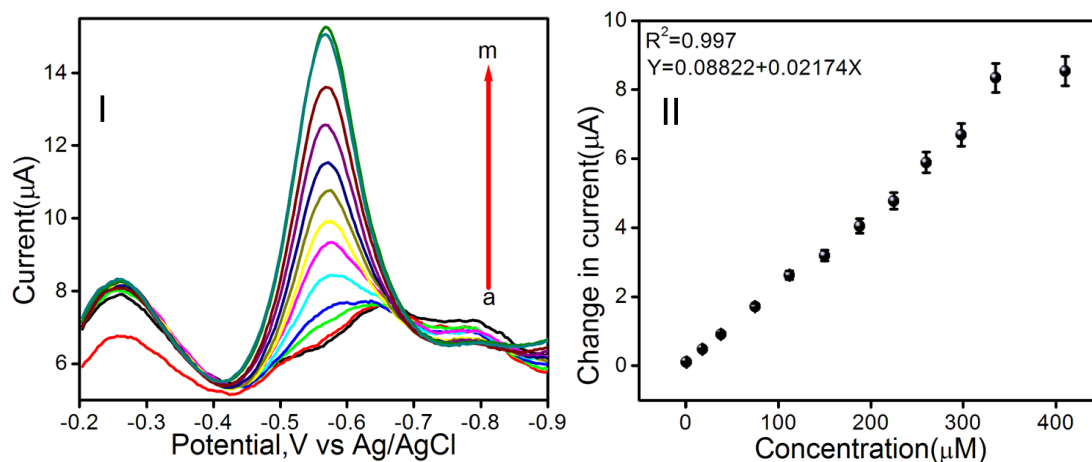 I
m
a
14
12
10
8
6
Current(μA)
-0.2 -0.3 -0.4 -0.5 -0.6 -0.7 -0.8 -0.9
Potential,V vs Ag/AgCl
R²=0.997
Y=0.08822+0.02174X
II
10
8
6
4
2
0
Change in current(μA)
0 100 200 300 400
Concentration(μM)